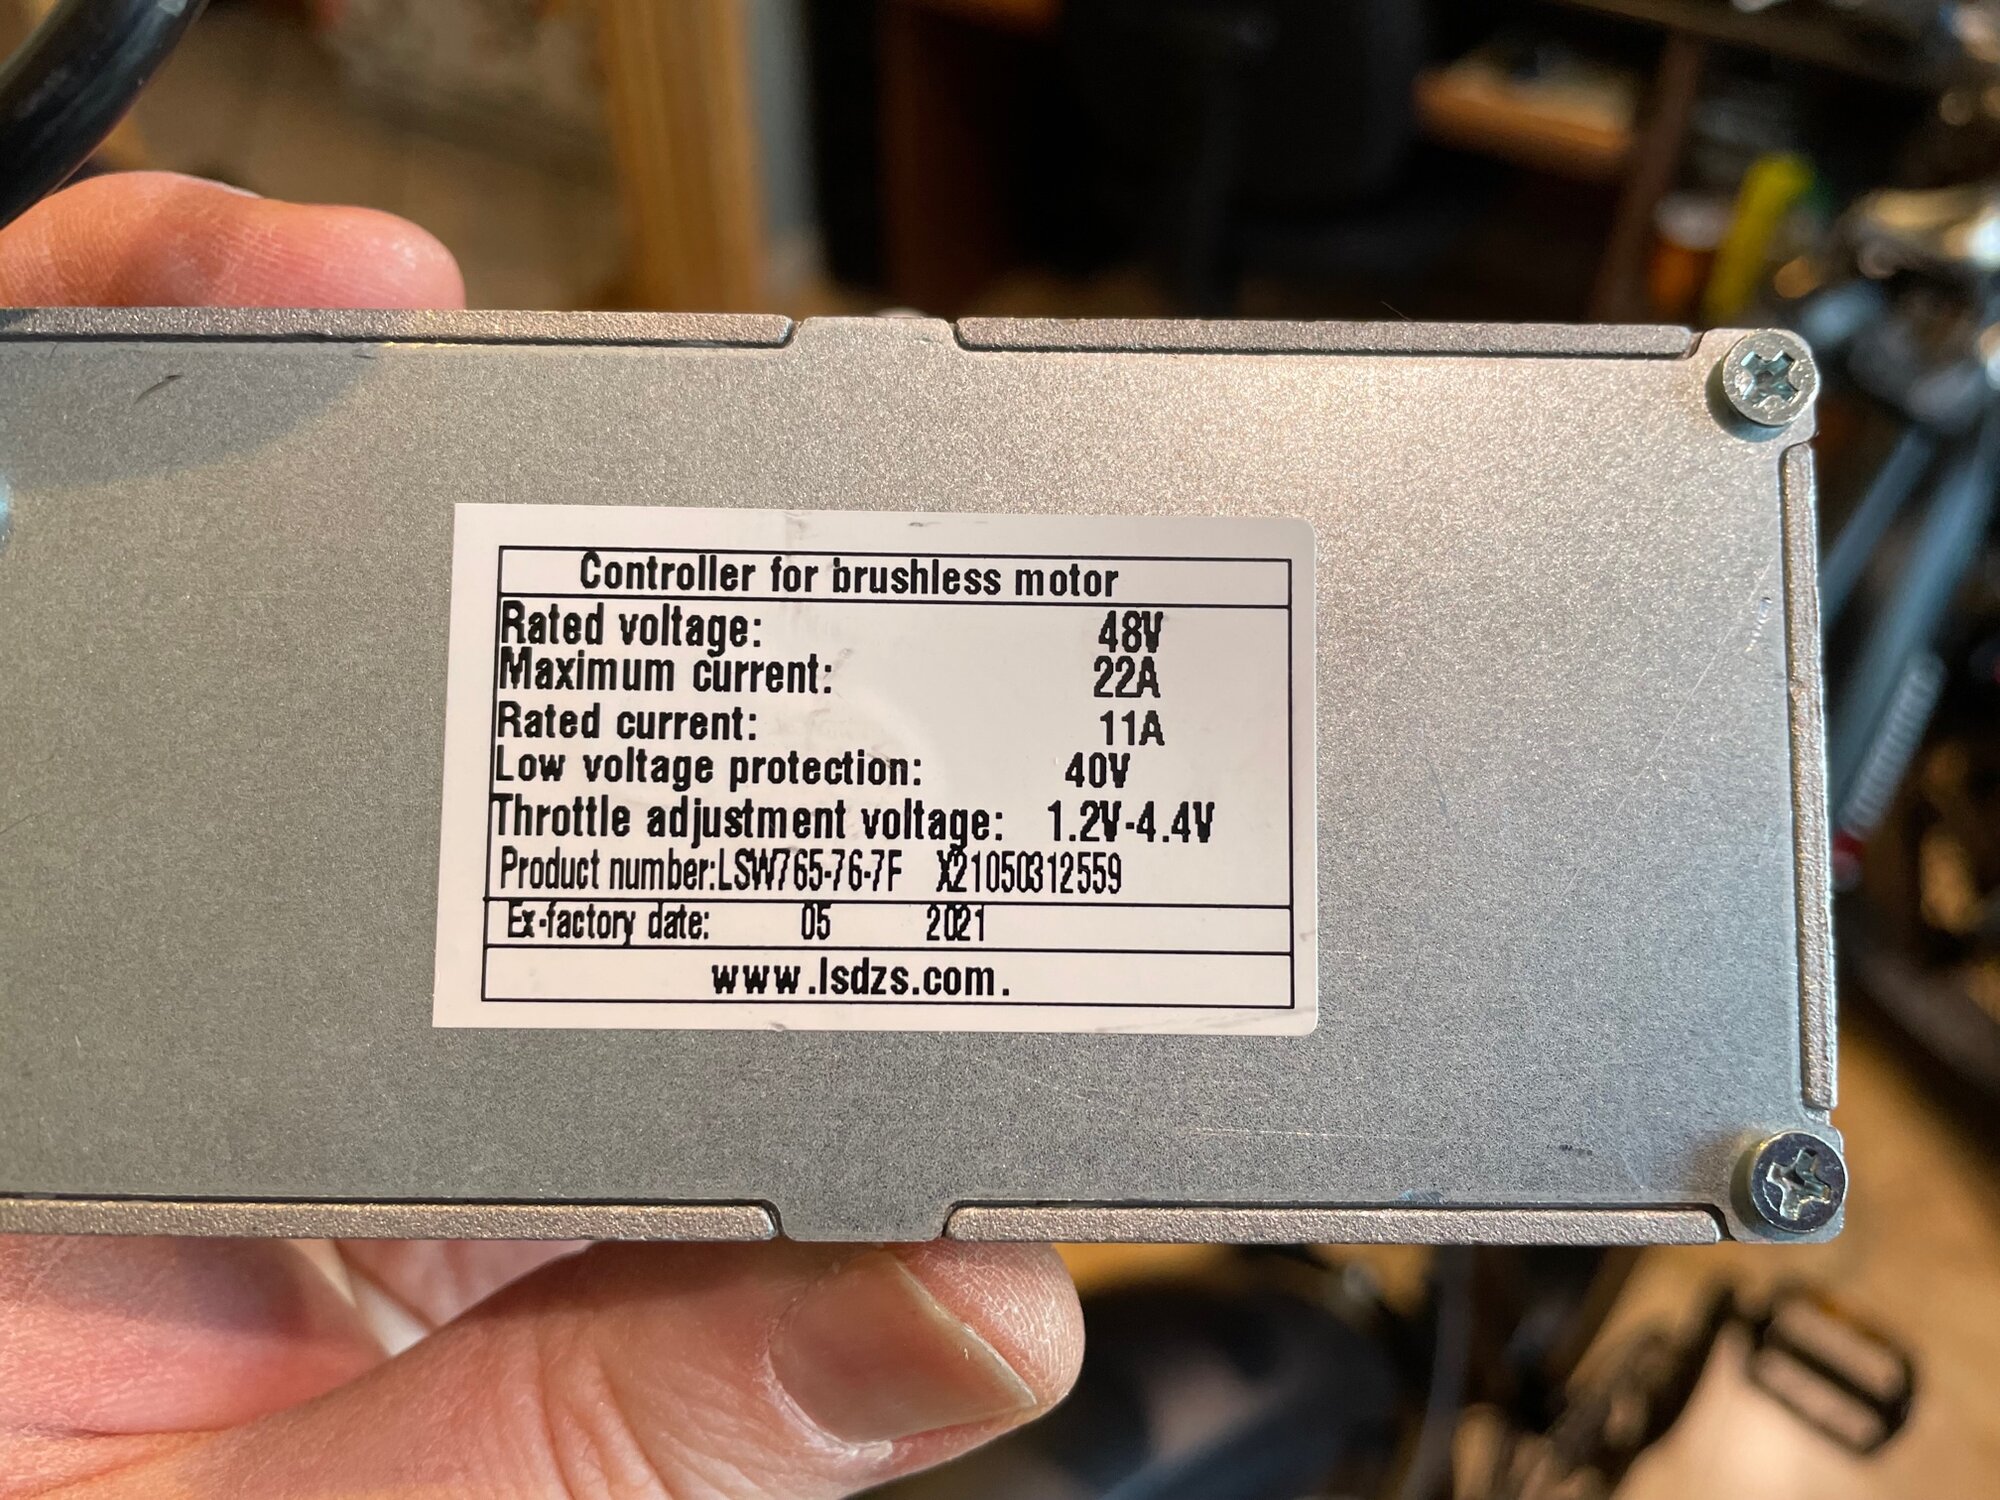 Controller for brushless motor
Rated voltage: 48V
Maximum current: 22A
Rated current: 11A
Low voltage protection: 40V
Throttle adjustment voltage: 1.2V-4.4V
Product number:LSW765-76-7F X21050312559
Ex-factory date: 05 2021
www.lsdzs.com.